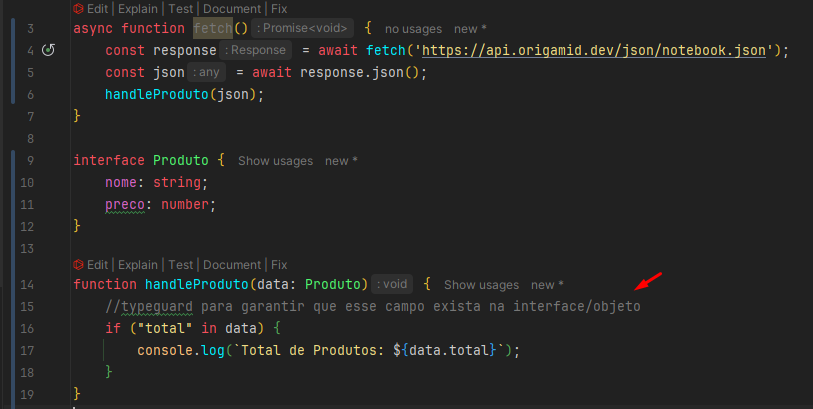 Edit | Explain | Test | Document | Fix
3 async function fetch() : Promise<void> { no usages new *
4 const response : Response = await fetch('https://api.origamid.dev/json/notebook.json');
5 const json : any = await response.json();
6 handleProduto(json);
7 }
8
9 interface Produto { Show usages new *
10 nome: string;
11 preco: number;
12 }
13
Edit | Explain | Test | Document | Fix
14 function handleProduto(data: Produto) : void { Show usages new *
15 //typeguard para garantir que esse campo exista na interface/objeto
16 if ("total" in data) {
17 console.log(`Total de Produtos: ${data.total}`);
18 }
19 }